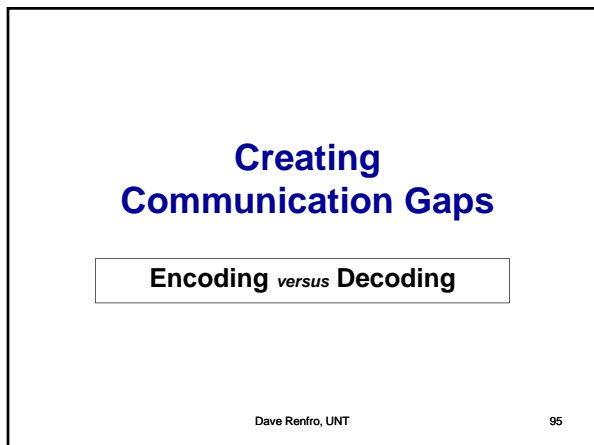 Creating
Communication Gaps
Encoding versus Decoding
Dave Renfro, UNT 95